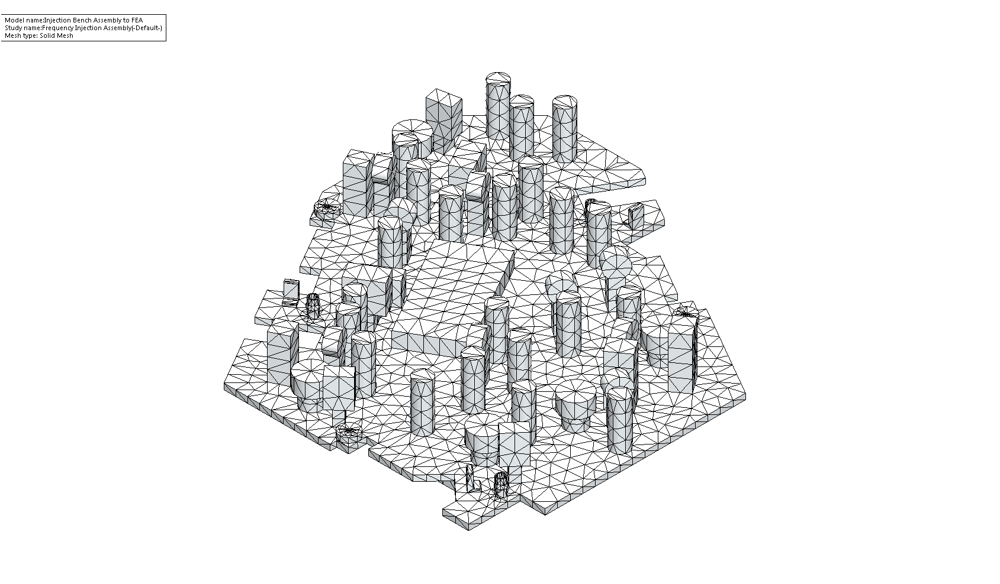 Model name:Injection Bench Assembly to FEA
Study name:Frequency Injection Assembly(-Default-)
Mesh type: Solid Mesh